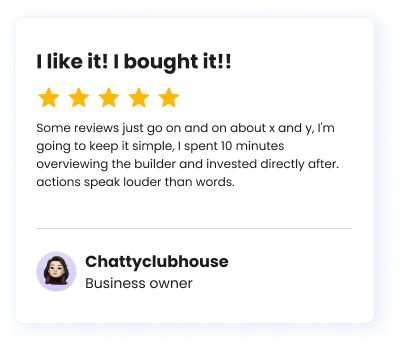 I like it! I bought it!!
Some reviews just go on and on about x and y, I'm
going to keep it simple, I spent 10 minutes
overviewing the builder and invested directly after.
actions speak louder than words.
Chattyclubhouse
Business owner